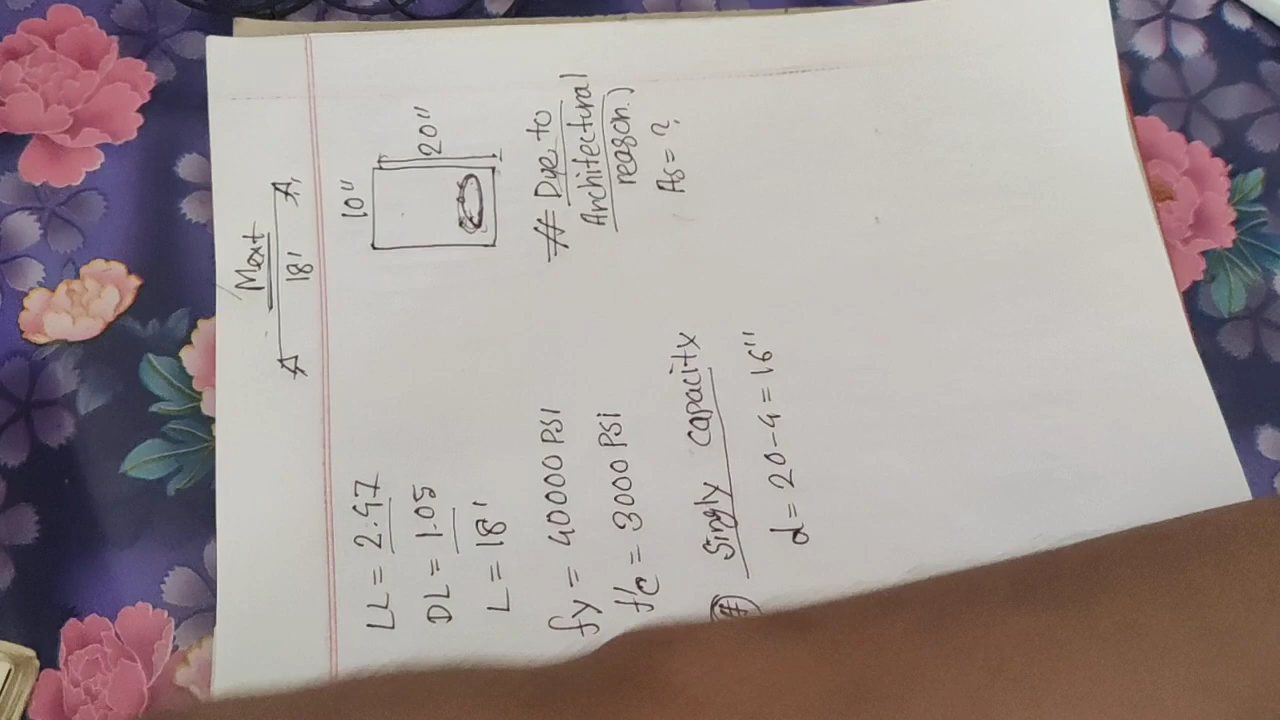 Mext
18'
LL = 2.47
10"
DL = 1.05
20"
L = 18'
fy = 40000 PSI
# Due to
f'c = 3000 PSI
Architectural
reason.)
As = ?
# Singly capacity
d = 20-4 = 16"